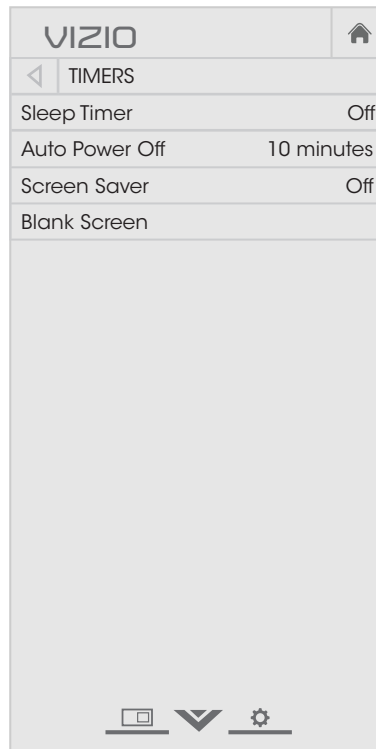 VIZIO
TIMERS
Sleep Timer Off
Auto Power Off 10 minutes
Screen Saver Off
Blank Screen